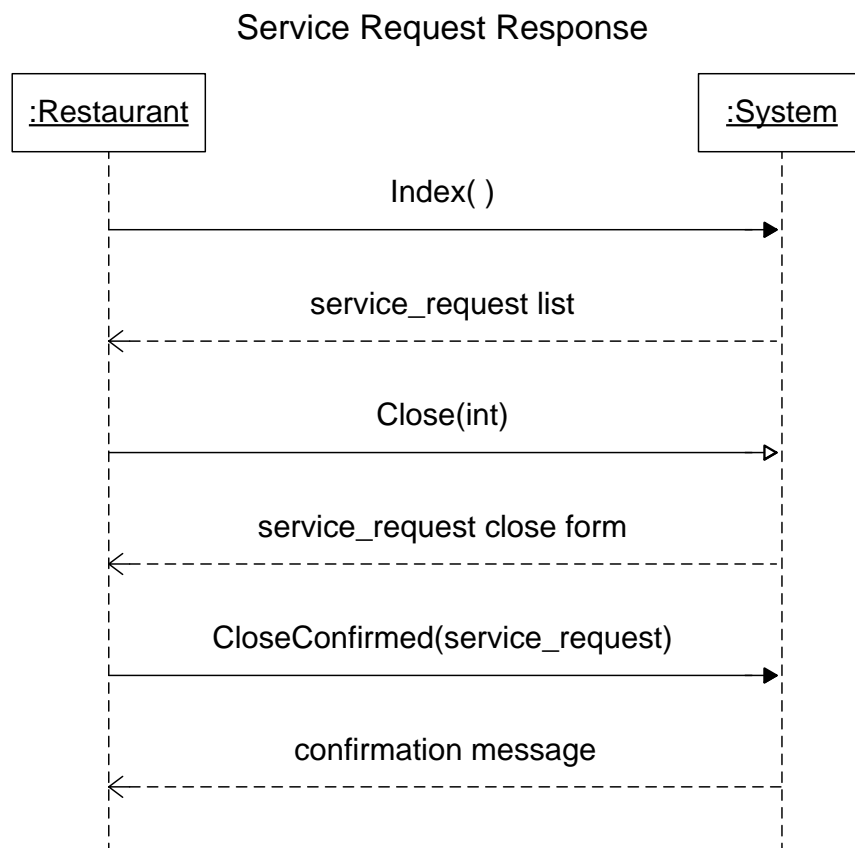 Service Request Response
:Restaurant
:System
Index( )
service_request list
Close(int)
service_request close form
CloseConfirmed(service_request)
confirmation message